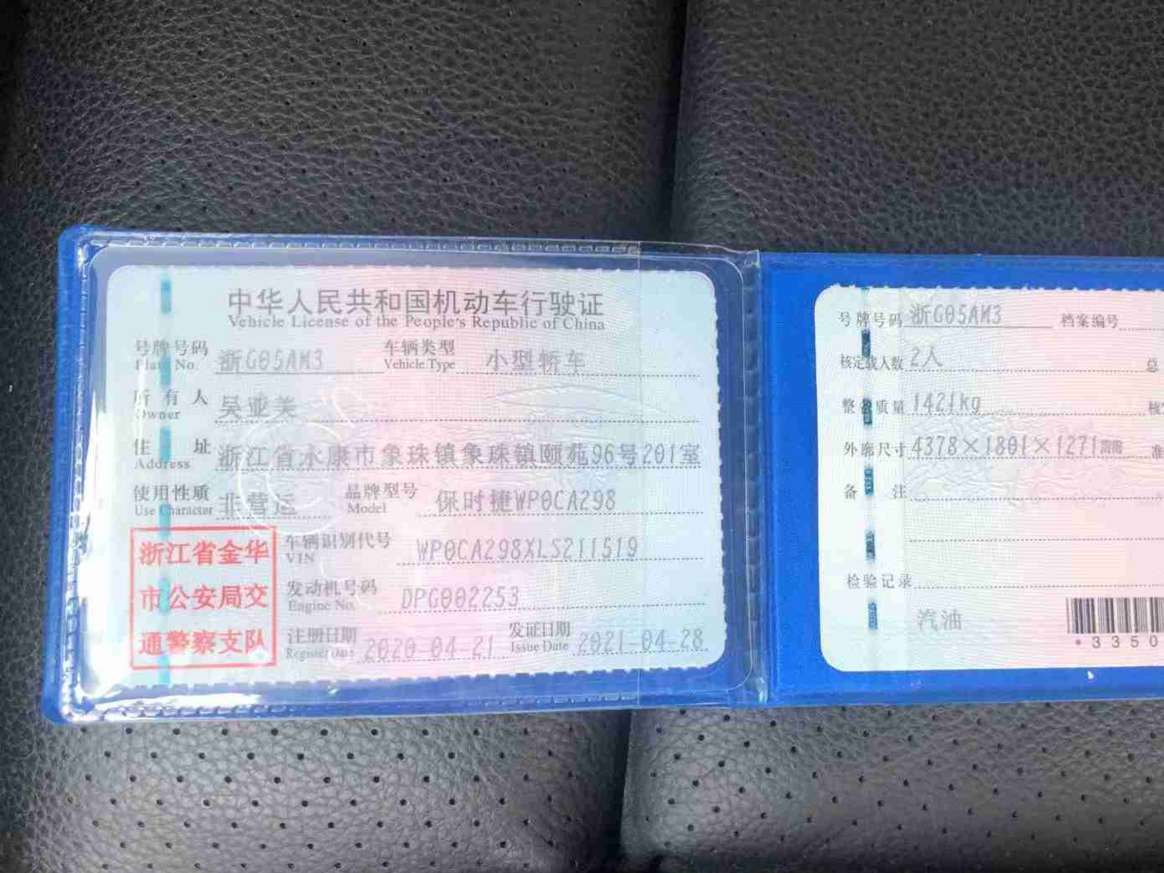 中华人民共和国机动车行驶证
Vehicle License of the People's Republic of China
号牌号码 浙G05AM3 车辆类型 小型轿车
Plate No. Vehicle Type
所有人 吴亚美
Owner
住址 浙江省永康市象珠镇象珠镇颐苑96号201室
Address
使用性质 非营运 品牌型号 保时捷WP0CA298
Use Character Model
浙江省金华
市公安局交
通警察支队
车辆识别代号 WP0CA298XLS211519
VIN
发动机号码 DPG002253
Engine No.
注册日期 2020-04-21 发证日期 2021-04-28
Register Date Issue Date
号牌号码 浙G05AM3 档案编号
核定载人数 2人 总
整备质量 1421kg 核
外廓尺寸 4378×1801×1271 准
备注
检验记录
汽油
*3350